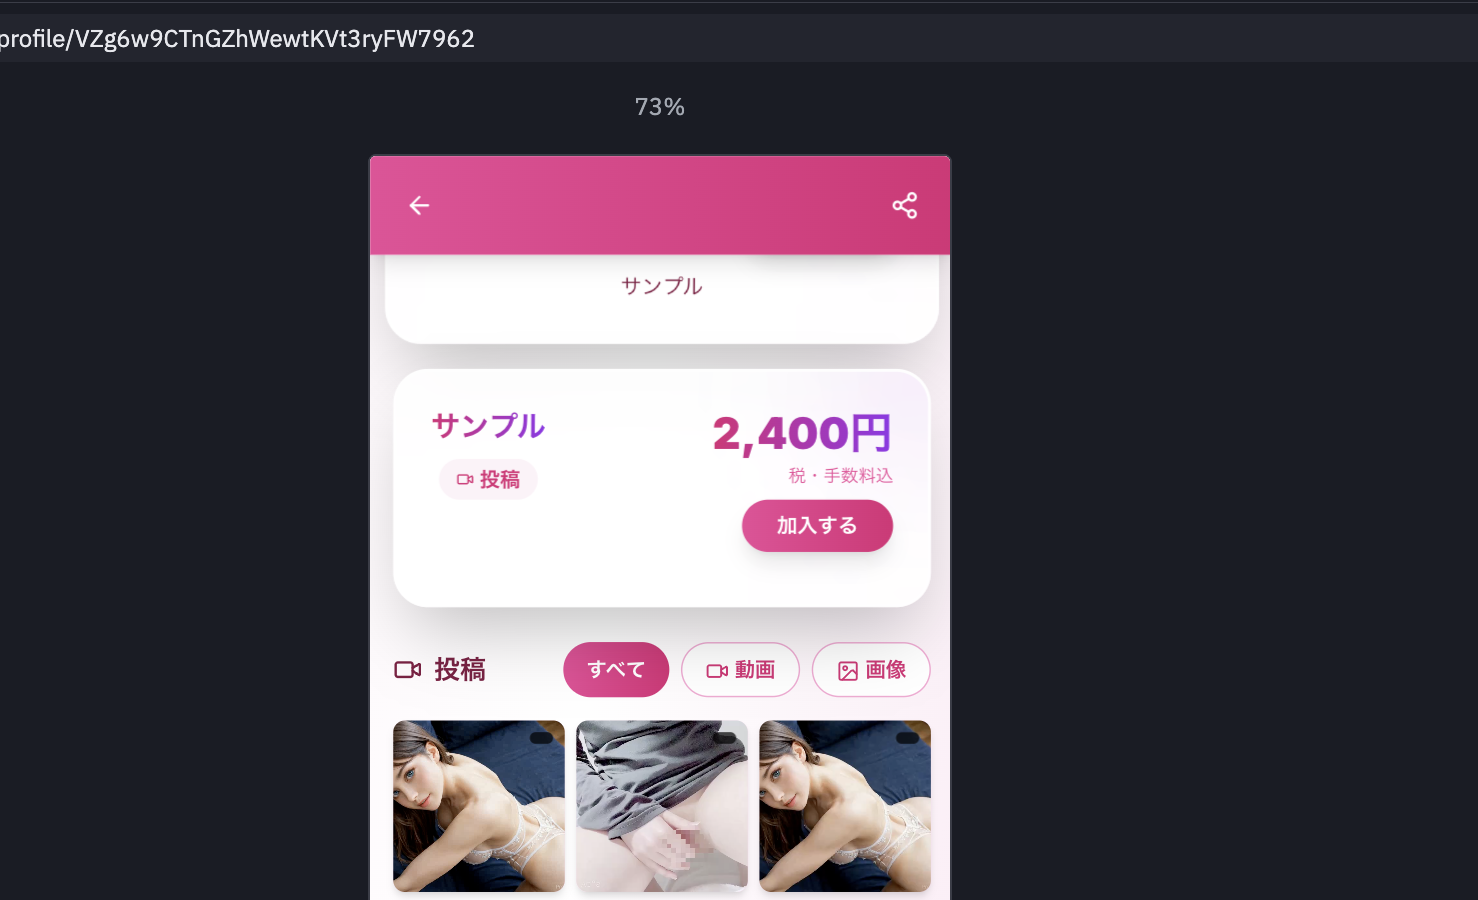 profile/VZg6w9CTnGZhWewtKVt3ryFW7962
73%
サンプル
サンプル
2,400円
投稿
税・手数料込
加入する
投稿
すべて
動画
画像